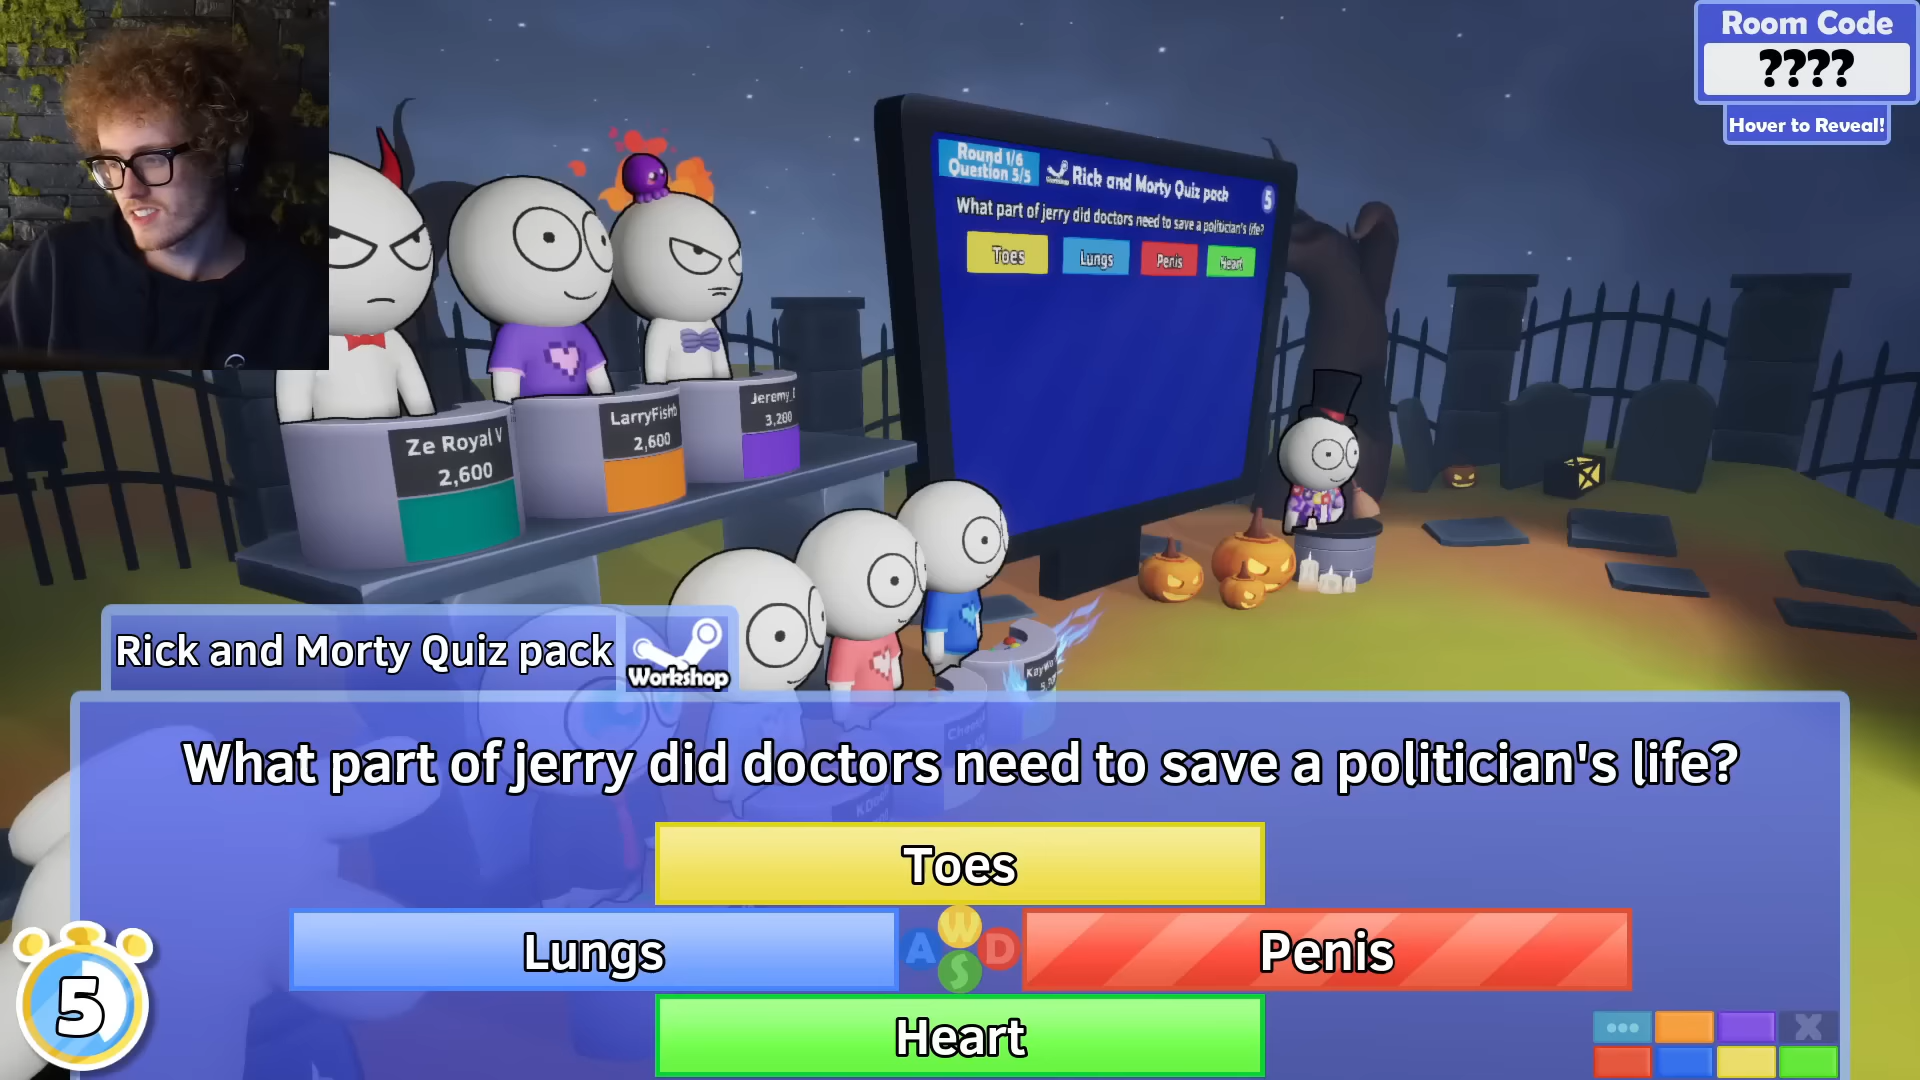 Room Code
????
Hover to Reveal!
Round 1/6
Question 5/5
Workshop
Rick and Morty Quiz pack
5
What part of jerry did doctors need to save a politician's life?
Toes
Lungs
Penis
Heart
Ze Royal V
2,600
LarryFishb
2,600
Jeremy_
3,200
Rick and Morty Quiz pack
Workshop
What part of jerry did doctors need to save a politician's life?
Toes
Lungs
W
A
D
S
Penis
Heart
5
X